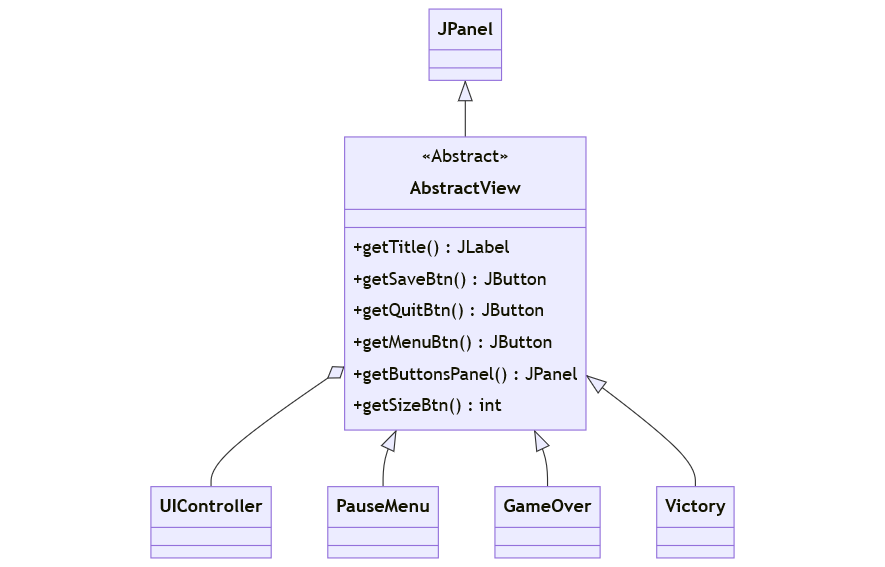 JPanel
«Abstract»
AbstractView
+getTitle() : JLabel
+getSaveBtn() : JButton
+getQuitBtn() : JButton
+getMenuBtn() : JButton
+getButtonsPanel() : JPanel
+getSizeBtn() : int
UIController
PauseMenu
GameOver
Victory